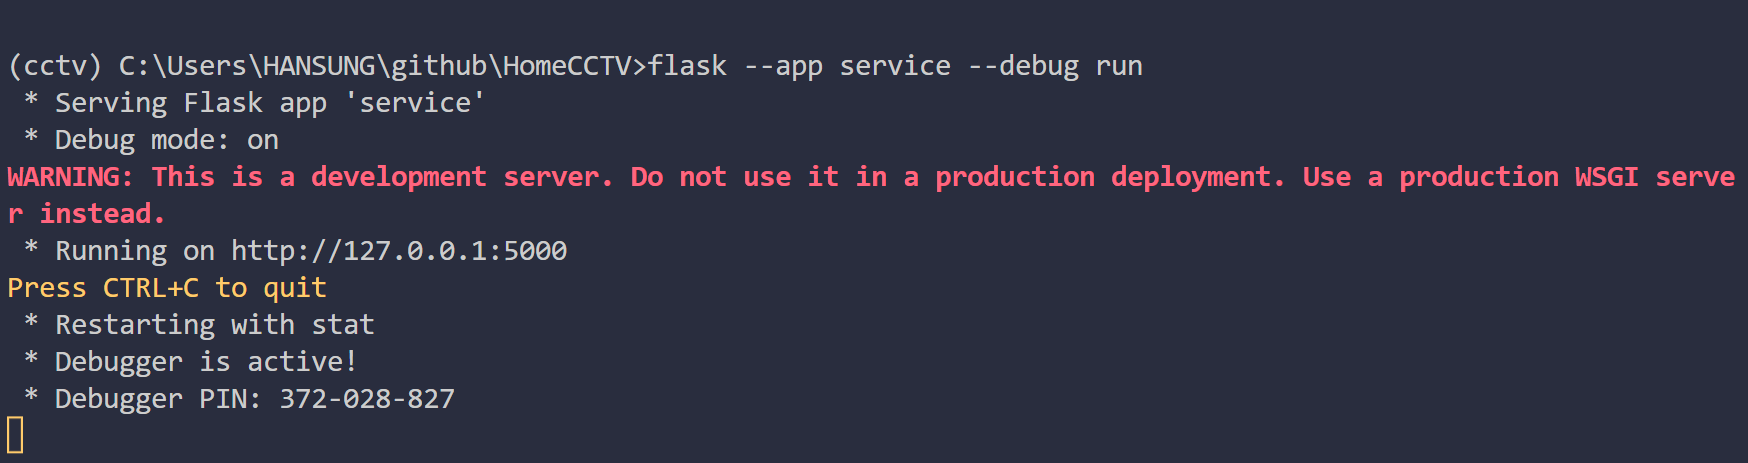 (cctv) C:\Users\HANSUNG\github\HomeCCTV>flask --app service --debug run
 * Serving Flask app 'service'
 * Debug mode: on
WARNING: This is a development server. Do not use it in a production deployment. Use a production WSGI serve
r instead.
 * Running on http://127.0.0.1:5000
Press CTRL+C to quit
 * Restarting with stat
 * Debugger is active!
 * Debugger PIN: 372-028-827